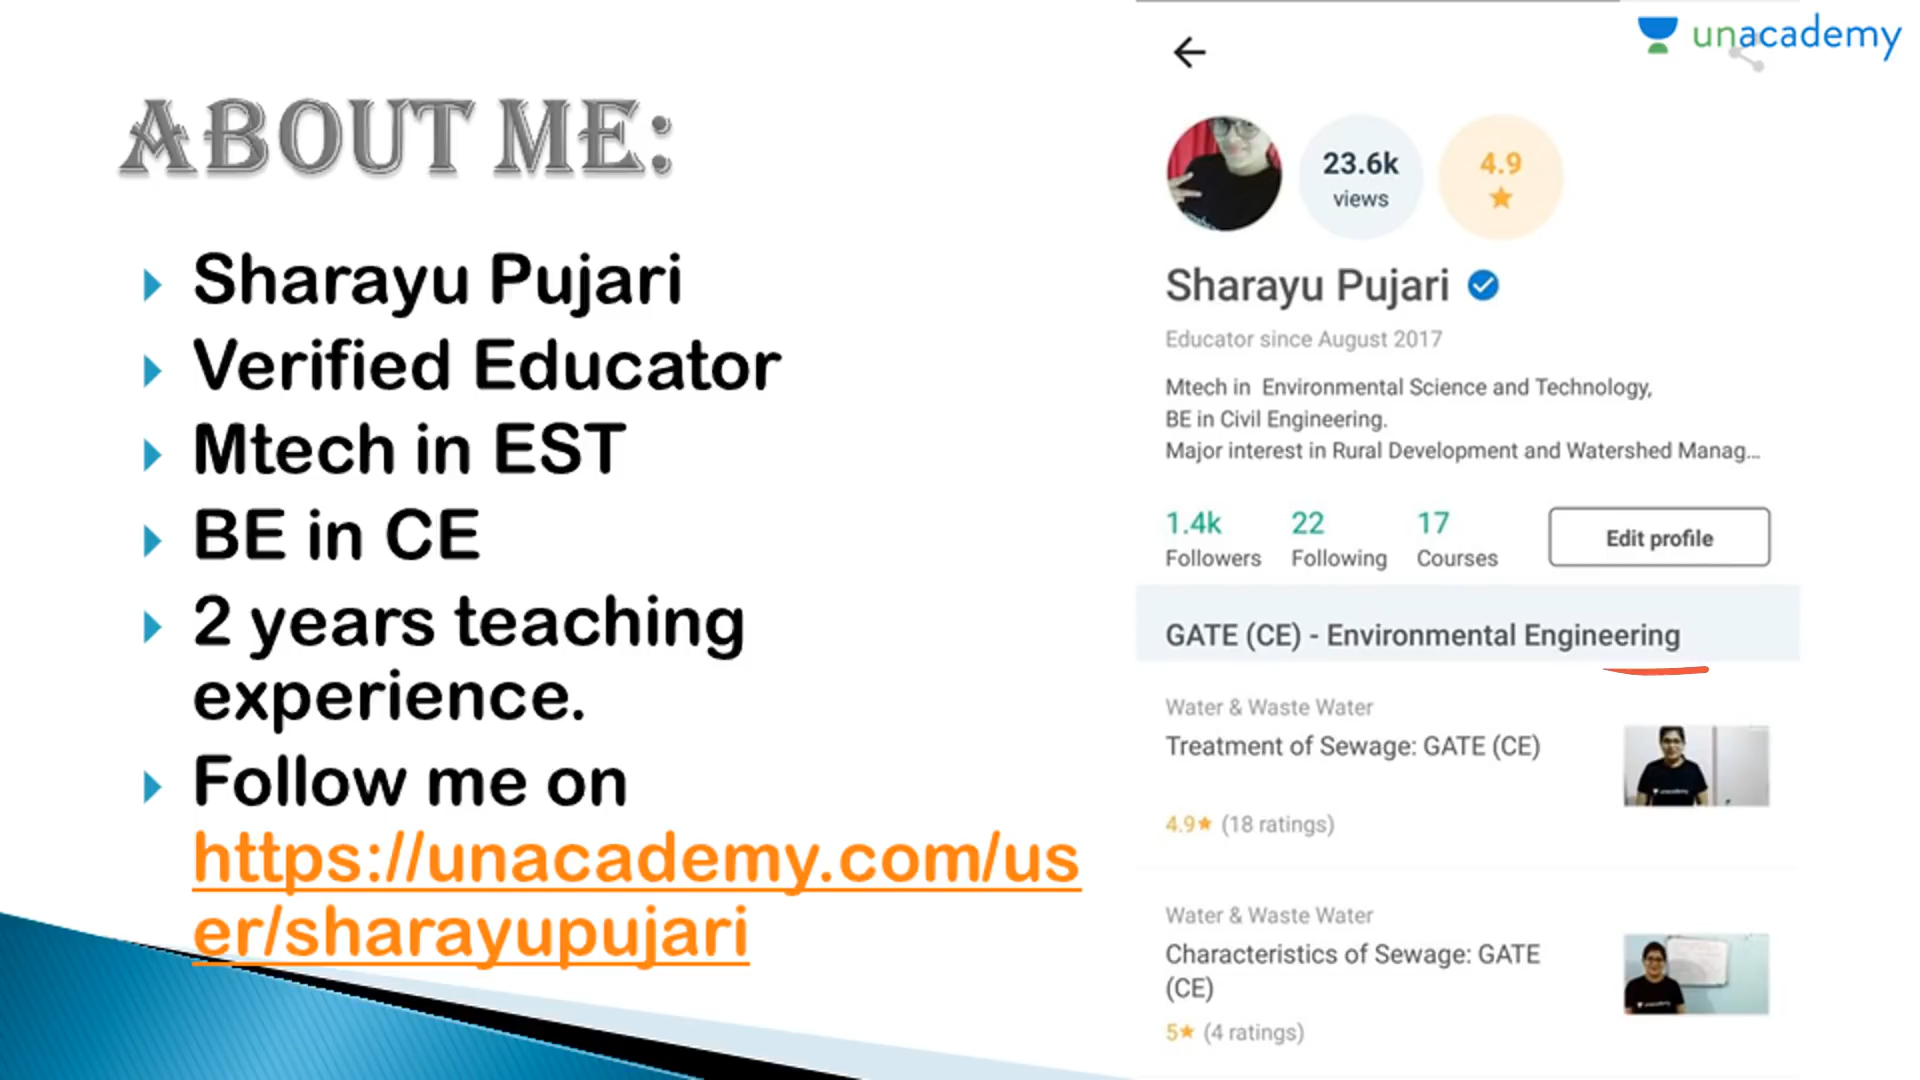 ABOUT ME:
Sharayu Pujari
Verified Educator
Mtech in EST
BE in CE
2 years teaching
experience.
Follow me on
https://unacademy.com/us
er/sharayupujari
unacademy
23.6k
views
4.9
Sharayu Pujari
Educator since August 2017
Mtech in Environmental Science and Technology,
BE in Civil Engineering.
Major interest in Rural Development and Watershed Manag...
1.4k 22 17
Followers Following Courses
Edit profile
GATE (CE) - Environmental Engineering
Water & Waste Water
Treatment of Sewage: GATE (CE)
4.9★ (18 ratings)
Water & Waste Water
Characteristics of Sewage: GATE
(CE)
5★ (4 ratings)